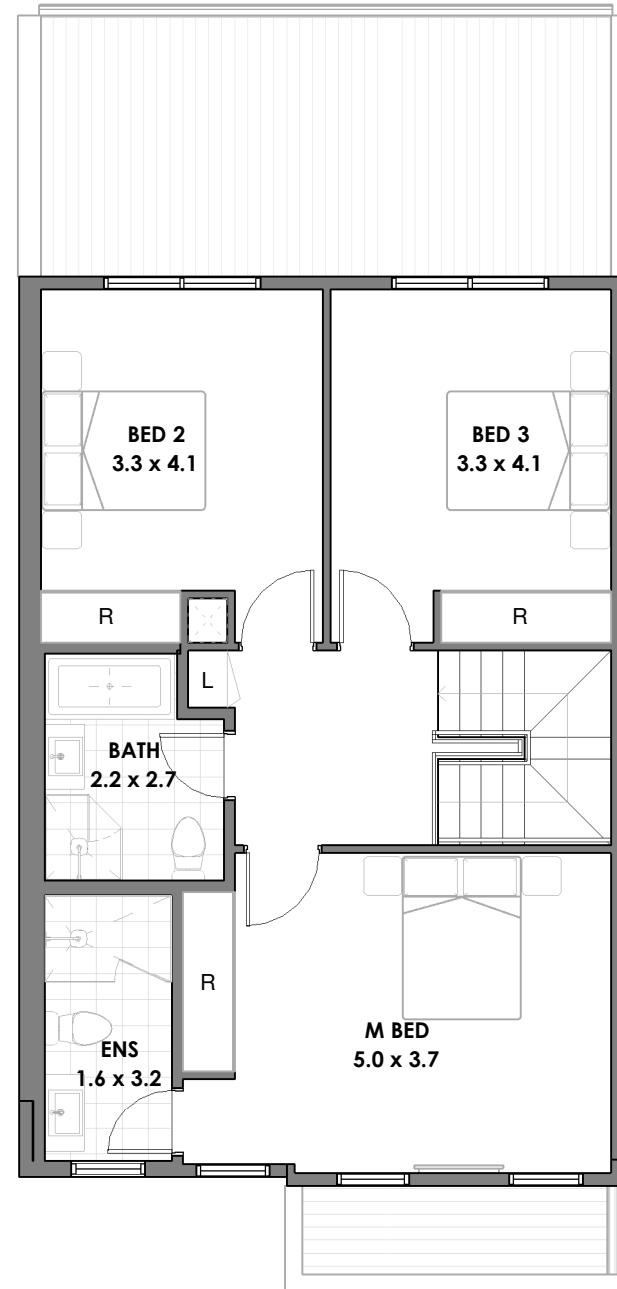 BED 2
3.3 x 4.1
BED 3
3.3 x 4.1
R
R
L
BATH
2.2 x 2.7
R
M BED
5.0 x 3.7
ENS
1.6 x 3.2